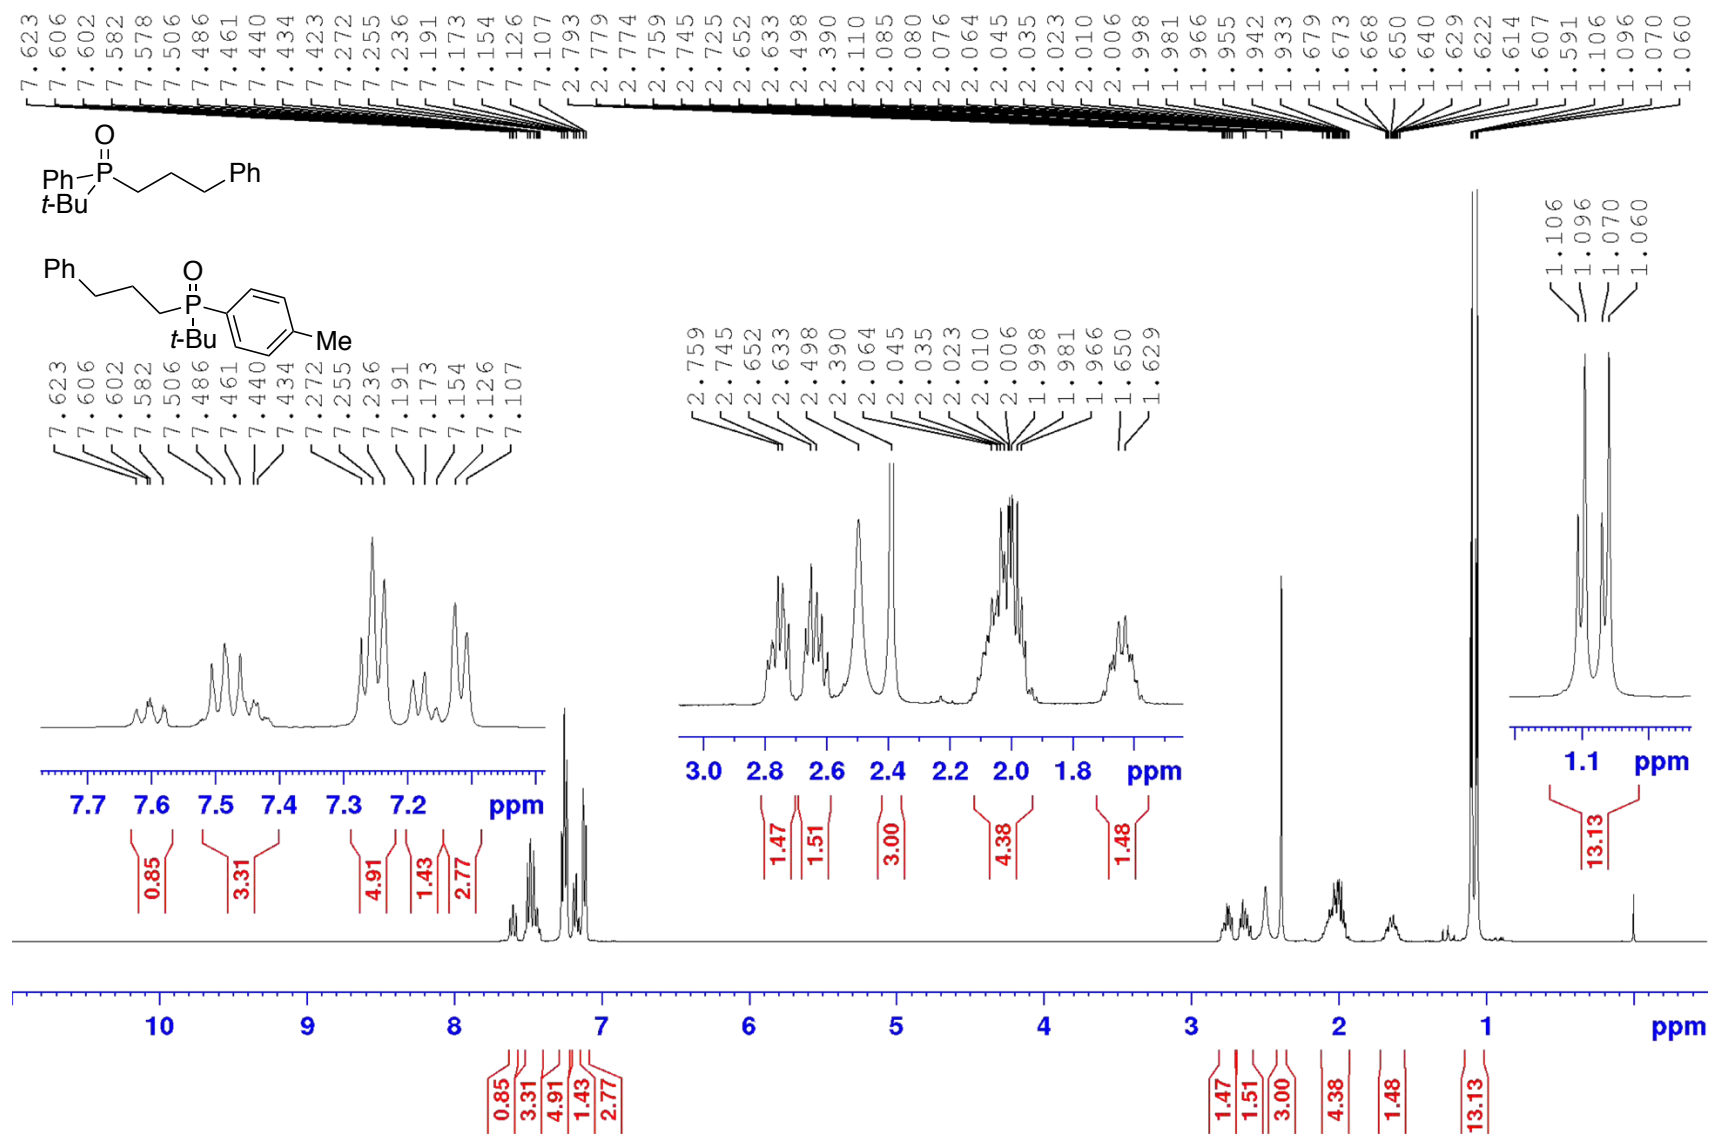 7.623 7.606 7.602 7.582 7.578 7.506 7.486 7.461 7.440 7.434 7.423 7.272 7.255 7.236 7.191 7.173 7.154 7.126 7.107 2.793 2.779 2.774 2.759 2.745 2.725 2.652 2.633 2.498 2.390 2.110 2.085 2.080 2.076 2.064 2.045 2.035 2.023 2.010 2.006 1.998 1.981 1.966 1.955 1.942 1.933 1.679 1.673 1.668 1.650 1.640 1.629 1.622 1.614 1.607 1.591 1.106 1.096 1.070 1.060
O
Ph P Ph
t-Bu
Ph O
P
t-Bu Me
7.623 7.606 7.602 7.582 7.506 7.486 7.461 7.440 7.434 7.272 7.255 7.236 7.191 7.173 7.154 7.126 7.107
2.759 2.745 2.652 2.633 2.498 2.390 2.064 2.045 2.035 2.023 2.010 2.006 1.998 1.981 1.966 1.650 1.629
1.106 1.096 1.070 1.060
7.7 7.6 7.5 7.4 7.3 7.2 ppm
0.85 3.31 4.91 1.43 2.77
3.0 2.8 2.6 2.4 2.2 2.0 1.8 ppm
1.47 1.51 3.00 4.38 1.48
1.1 ppm
13.13
10 9 8 7 6 5 4 3 2 1 ppm
0.85 3.31 4.91 1.43 2.77 1.47 1.51 3.00 4.38 1.48 13.13